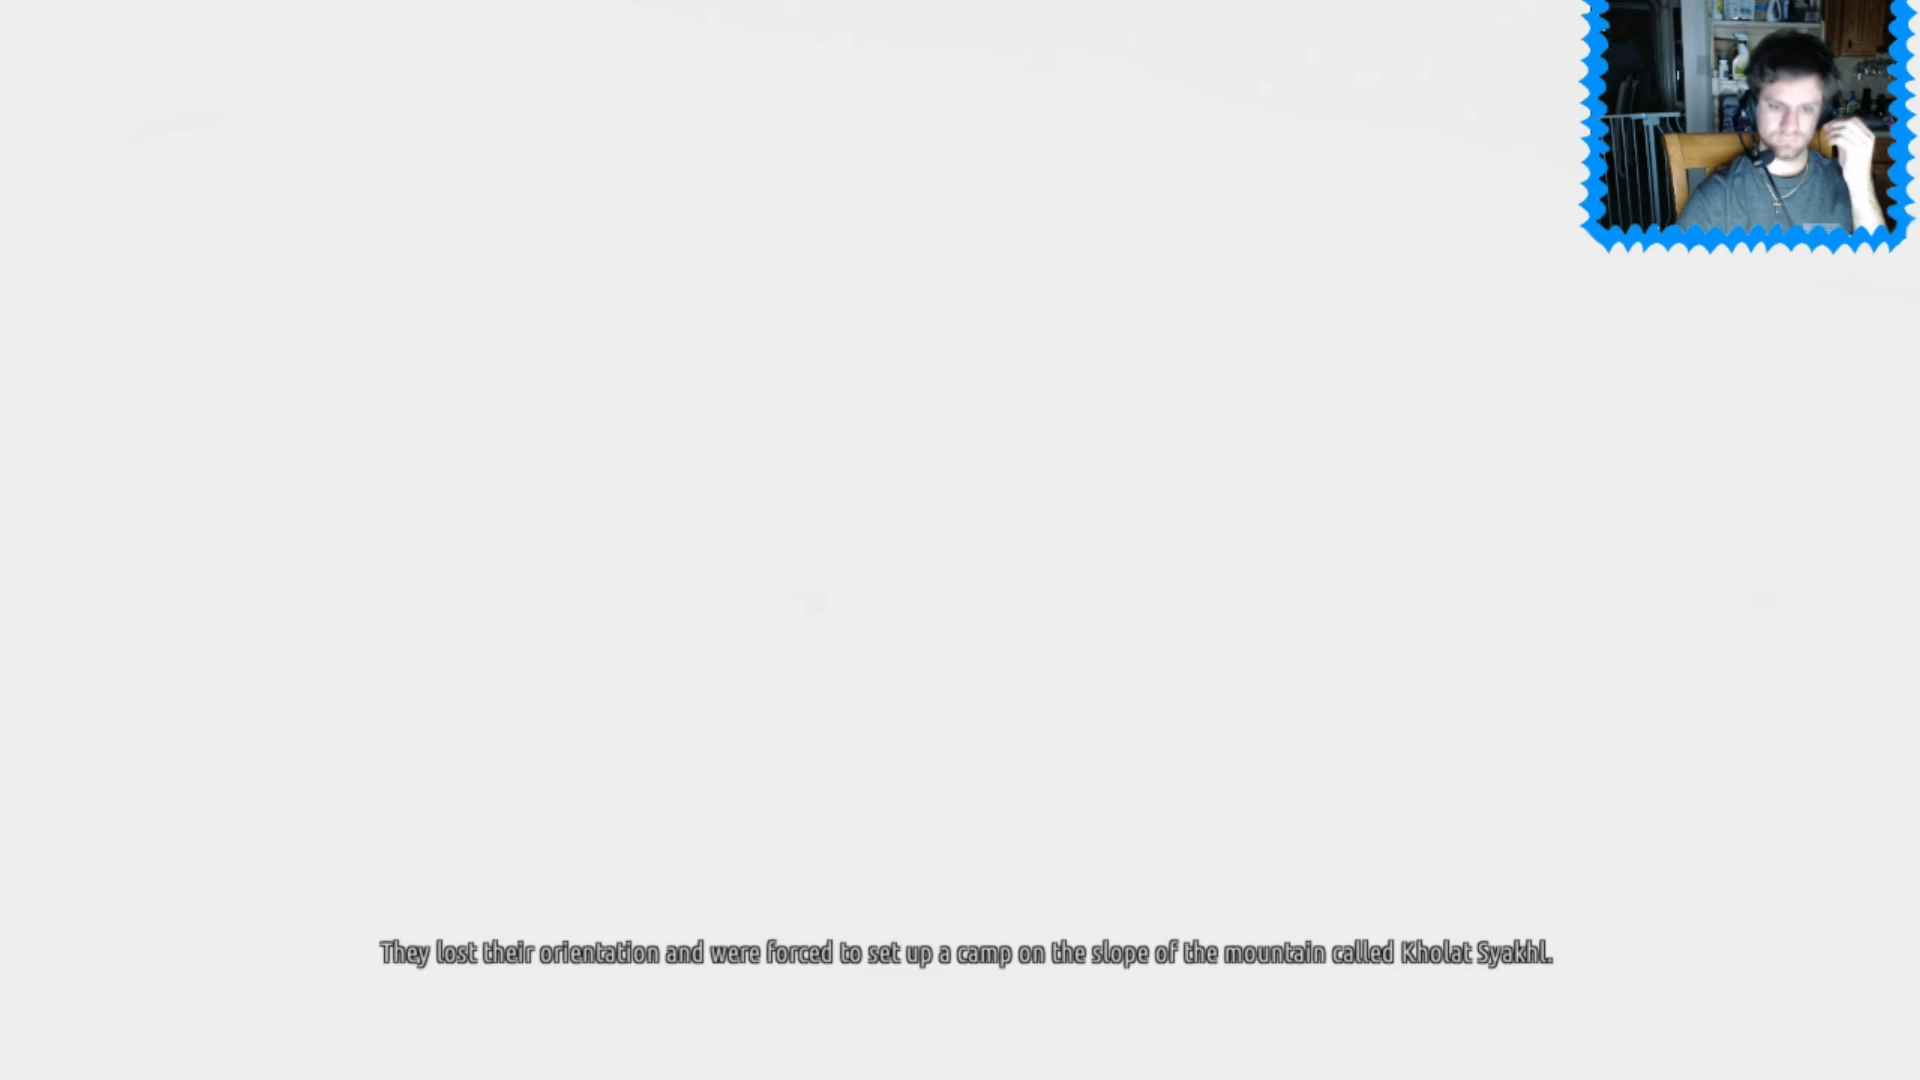 They lost their orientation and were forced to set up a camp on the slope of the mountain called Kholat Syakhl.